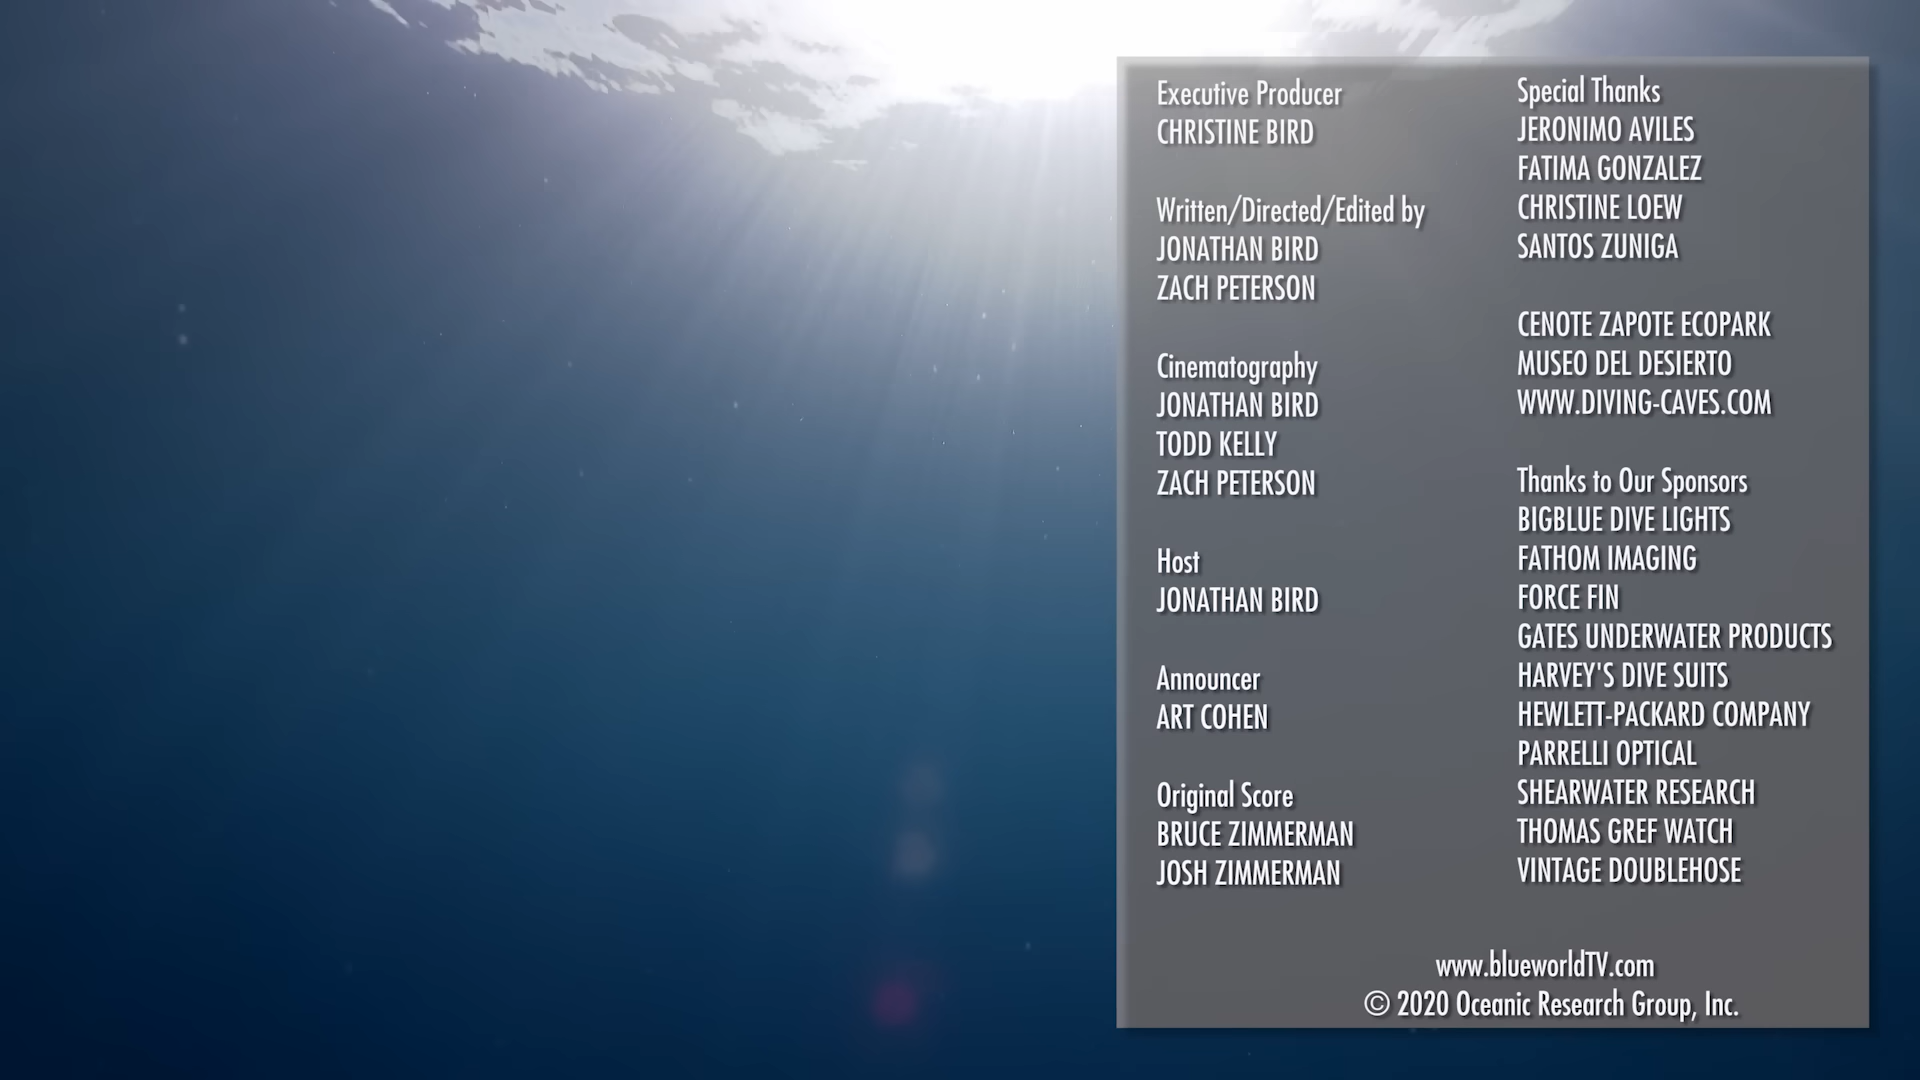 Executive Producer
CHRISTINE BIRD
Written/Directed/Edited by
JONATHAN BIRD
ZACH PETERSON
Cinematography
JONATHAN BIRD
TODD KELLY
ZACH PETERSON
Host
JONATHAN BIRD
Announcer
ART COHEN
Original Score
BRUCE ZIMMERMAN
JOSH ZIMMERMAN
Special Thanks
JERONIMO AVILES
FATIMA GONZALEZ
CHRISTINE LOEW
SANTOS ZUNIGA
CENOTE ZAPOTE ECOPARK
MUSEO DEL DESIERTO
WWW.DIVING-CAVES.COM
Thanks to Our Sponsors
BIGBLUE DIVE LIGHTS
FATHOM IMAGING
FORCE FIN
GATES UNDERWATER PRODUCTS
HARVEY'S DIVE SUITS
HEWLETT-PACKARD COMPANY
PARRELLI OPTICAL
SHEARWATER RESEARCH
THOMAS GREF WATCH
VINTAGE DOUBLEHOSE
www.blueworldTV.com
© 2020 Oceanic Research Group, Inc.